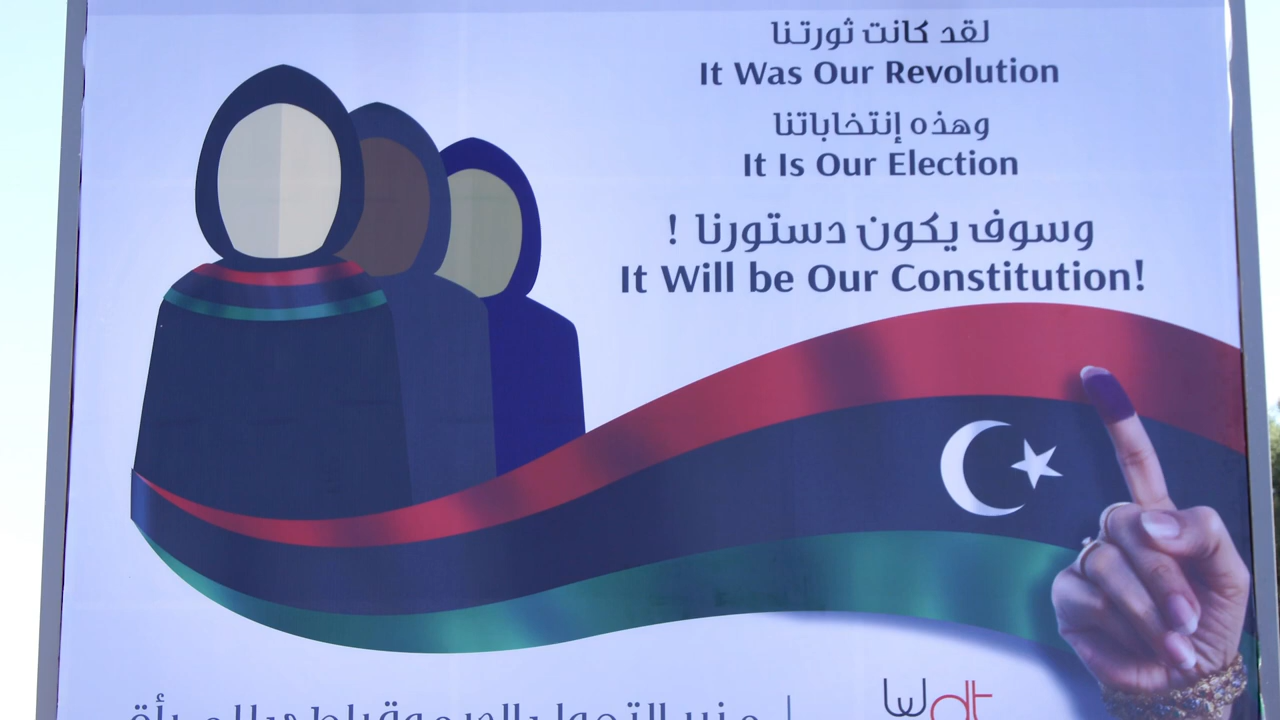 لقد كانت ثورتنا
It Was Our Revolution
وهذه إنتخاباتنا
It Is Our Election
وسوف يكون دستورنا !
It Will be Our Constitution!
wdt